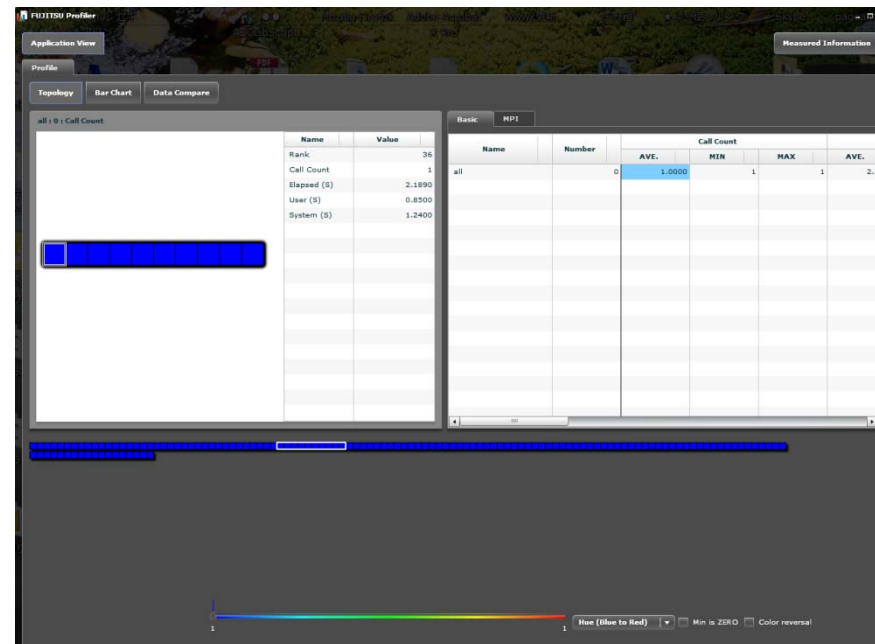 FUJITSU Profiler
Application View
Measured Information
Profile
PDF
Topology Bar Chart Data Compare
all : 0 : Call Count
Basic MPI
Name Value
Rank 36
Call Count 1
Elapsed (S) 2.1890
User (S) 0.8500
System (S) 1.2400
Name Number Call Count
AVE. MIN MAX AVE.
all 0 1.0000 1 1 2.
1 1
Hue (Blue to Red) Min is ZERO Color reversal